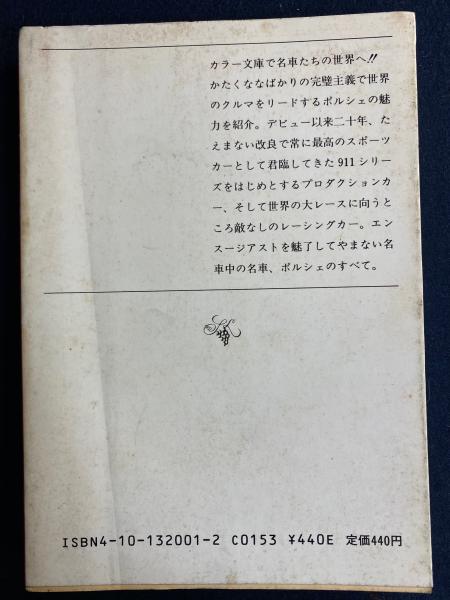 カラー文庫で名車たちの世界へ!!
かたくななばかりの完璧主義で世界
のクルマをリードするポルシェの魅
力を紹介。デビュー以来二十年、た
えまない改良で常に最高のスポーツ
カーとして君臨してきた911シリー
ズをはじめとするプロダクションカ
ー、そして世界の大レースに向うと
ころ敵なしのレーシングカー。エン
スージアストを魅了してやまない名
車中の名車、ポルシェのすべて。
ISBN4-10-132001-2 C0153 ¥440E 定価440円